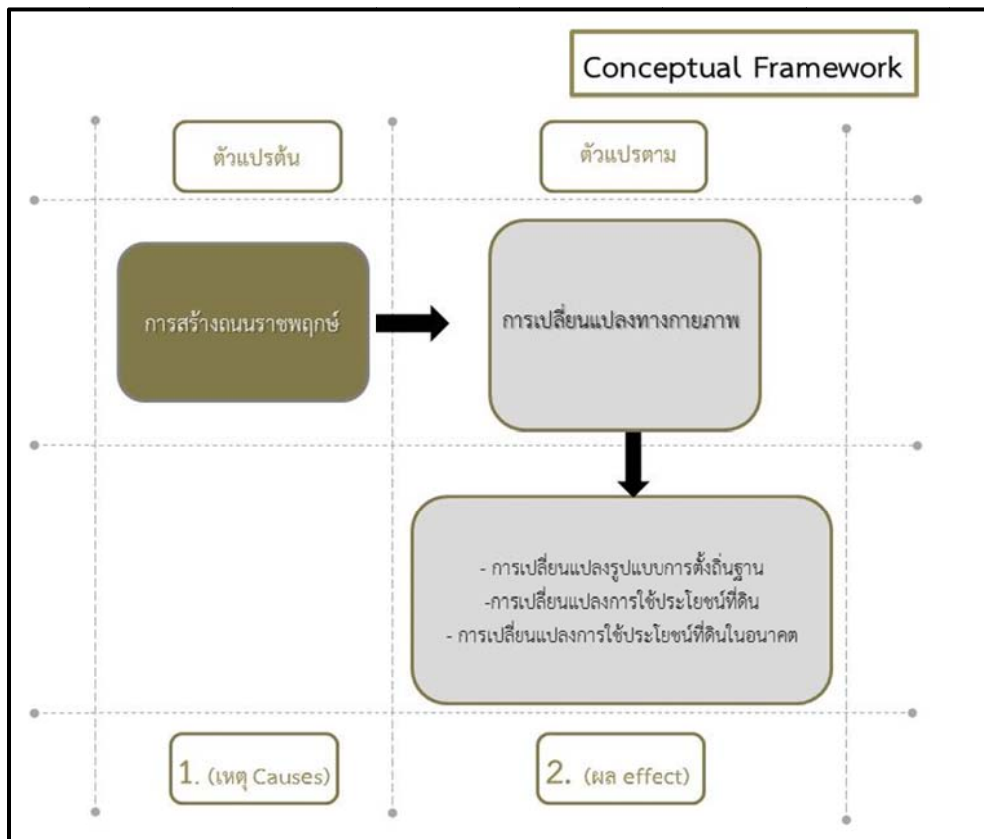 Conceptual Framework
ตัวแปรต้น
ตัวแปรตาม
การสร้างถนนราชพฤกษ์
การเปลี่ยนแปลงทางกายภาพ
- การเปลี่ยนแปลงรูปแบบการตั้งถิ่นฐาน
-การเปลี่ยนแปลงการใช้ประโยชน์ที่ดิน
- การเปลี่ยนแปลงการใช้ประโยชน์ที่ดินในอนาคต
1. (เหตุ Causes)
2. (ผล effect)